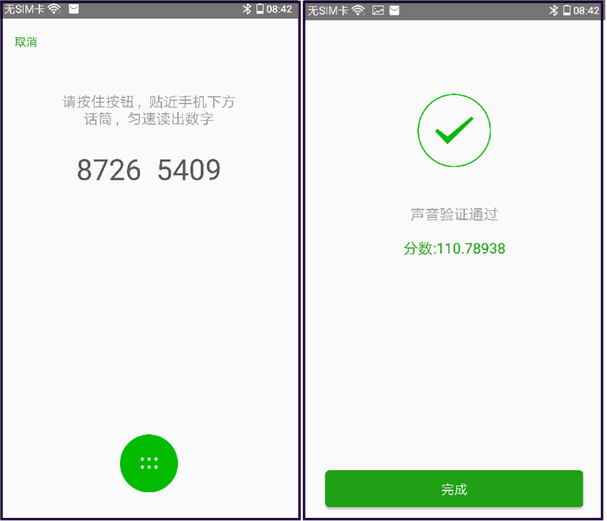 无SIM卡
08:42
取消
请按住按钮，贴近手机下方
话筒，匀速读出数字
8726 5409
无SIM卡
08:42
声音验证通过
分数:110.78938
完成